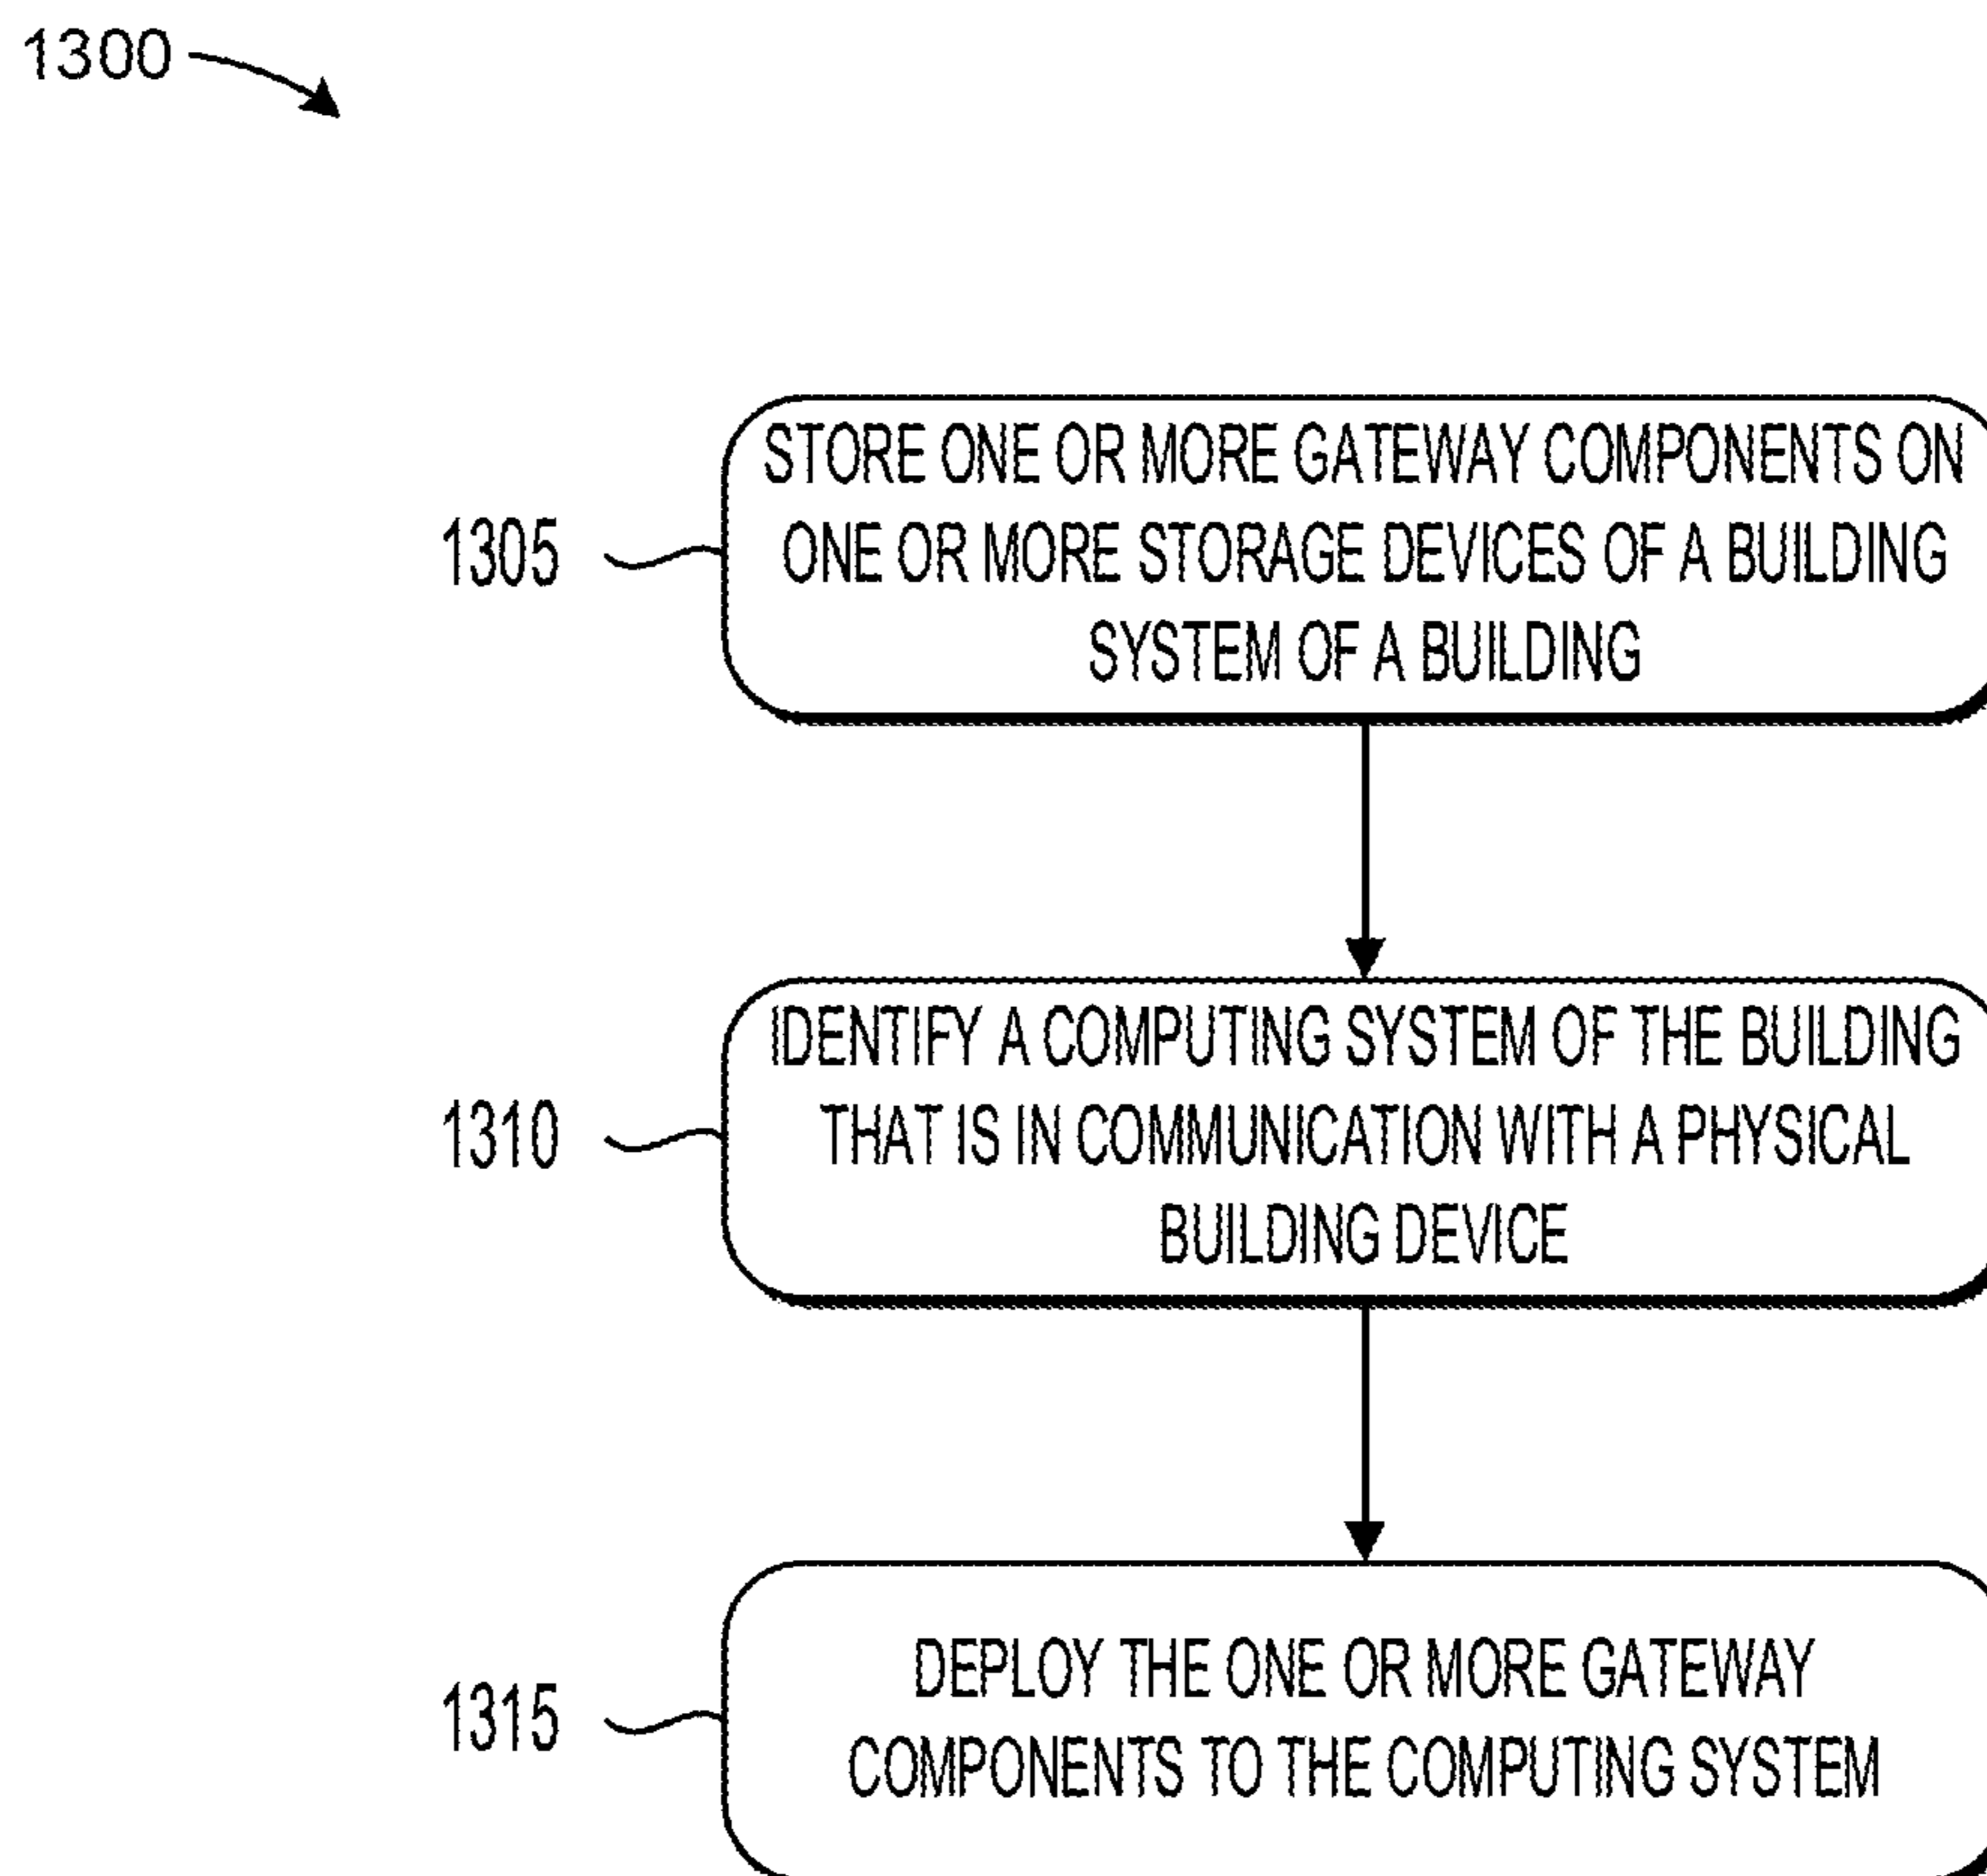 1300
STORE ONE OR MORE GATEWAY COMPONENTS ON
ONE OR MORE STORAGE DEVICES OF A BUILDING
SYSTEM OF A BUILDING
1305
IDENTIFY A COMPUTING SYSTEM OF THE BUILDING
THAT IS IN COMMUNICATION WITH A PHYSICAL
BUILDING DEVICE
1310
DEPLOY THE ONE OR MORE GATEWAY
COMPONENTS TO THE COMPUTING SYSTEM
1315